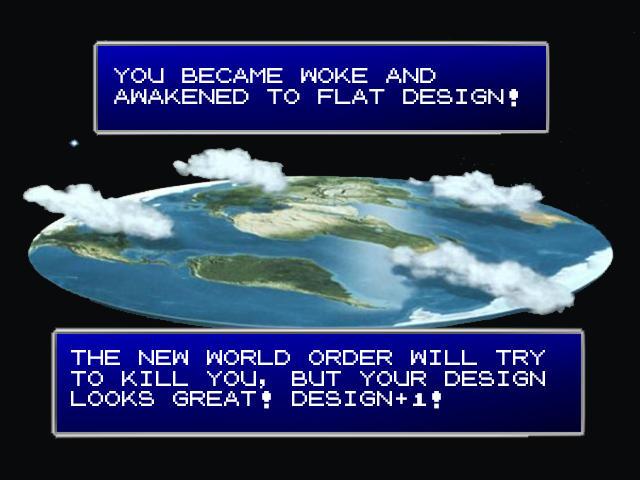 YOU BECAME WOKE AND
AWAKENED TO FLAT DESIGN!
THE NEW WORLD ORDER WILL TRY
TO KILL YOU, BUT YOUR DESIGN
LOOKS GREAT! DESIGN+1!